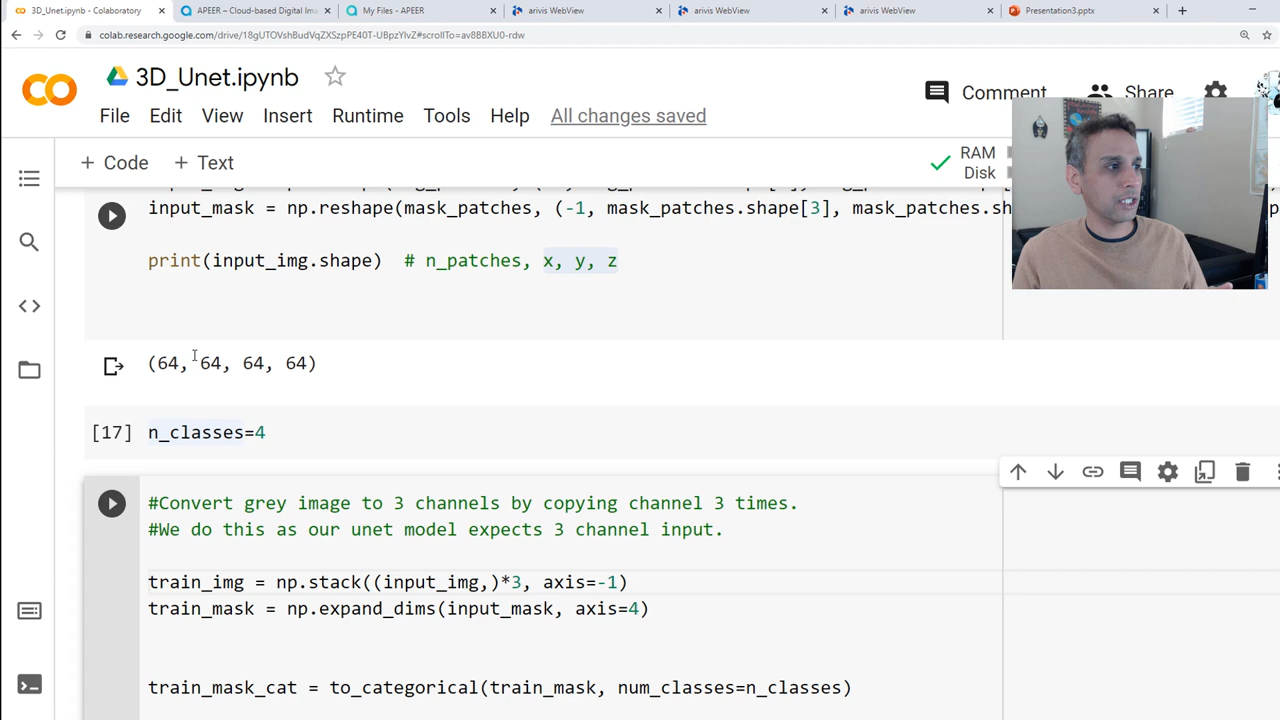 3D_Unet.ipynb - Colaboratory
APEER – Cloud-based Digital Ima
My Files - APEER
arivis WebView
arivis WebView
arivis WebView
Presentation3.pptx
colab.research.google.com/drive/18gUTOVshBudVqZXSzpPE40T-UBpzYlvZ#scrollTo=av8BBXU0-rdw
3D_Unet.ipynb
Comment
Share
File Edit View Insert Runtime Tools Help All changes saved
+ Code + Text
RAM
Disk
input_mask = np.reshape(mask_patches, (-1, mask_patches.shape[3], mask_patches.sh
print(input_img.shape)  # n_patches, x, y, z
(64, 64, 64, 64)
[17] n_classes=4
#Convert grey image to 3 channels by copying channel 3 times.
#We do this as our unet model expects 3 channel input.
train_img = np.stack((input_img,)*3, axis=-1)
train_mask = np.expand_dims(input_mask, axis=4)
train_mask_cat = to_categorical(train_mask, num_classes=n_classes)